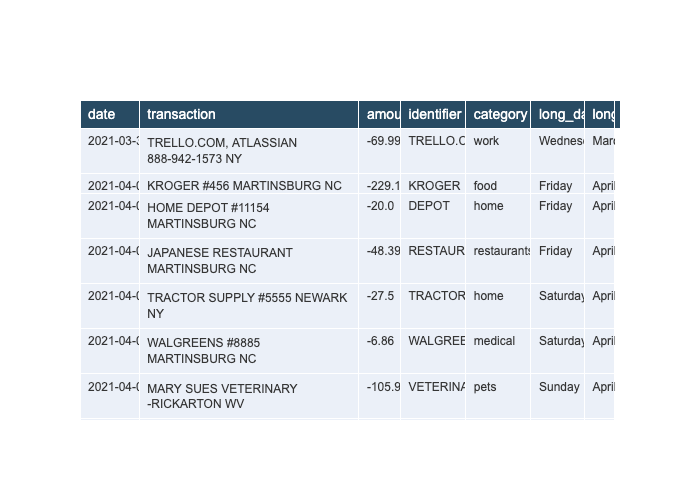 date transaction amou identifier category long_da long
2021-03-3 TRELLO.COM, ATLASSIAN -69.99 TRELLO.C work Wednes Marc
888-942-1573 NY
2021-04-0 KROGER #456 MARTINSBURG NC -229.1 KROGER food Friday April
2021-04-0 HOME DEPOT #11154 -20.0 DEPOT home Friday April
MARTINSBURG NC
2021-04-0 JAPANESE RESTAURANT -48.39 RESTAUR restaurants Friday April
MARTINSBURG NC
2021-04-0 TRACTOR SUPPLY #5555 NEWARK -27.5 TRACTOR home Saturday April
NY
2021-04-0 WALGREENS #8885 -6.86 WALGREE medical Saturday April
MARTINSBURG NC
2021-04-0 MARY SUES VETERINARY -105.9 VETERINA pets Sunday April
-RICKARTON WV